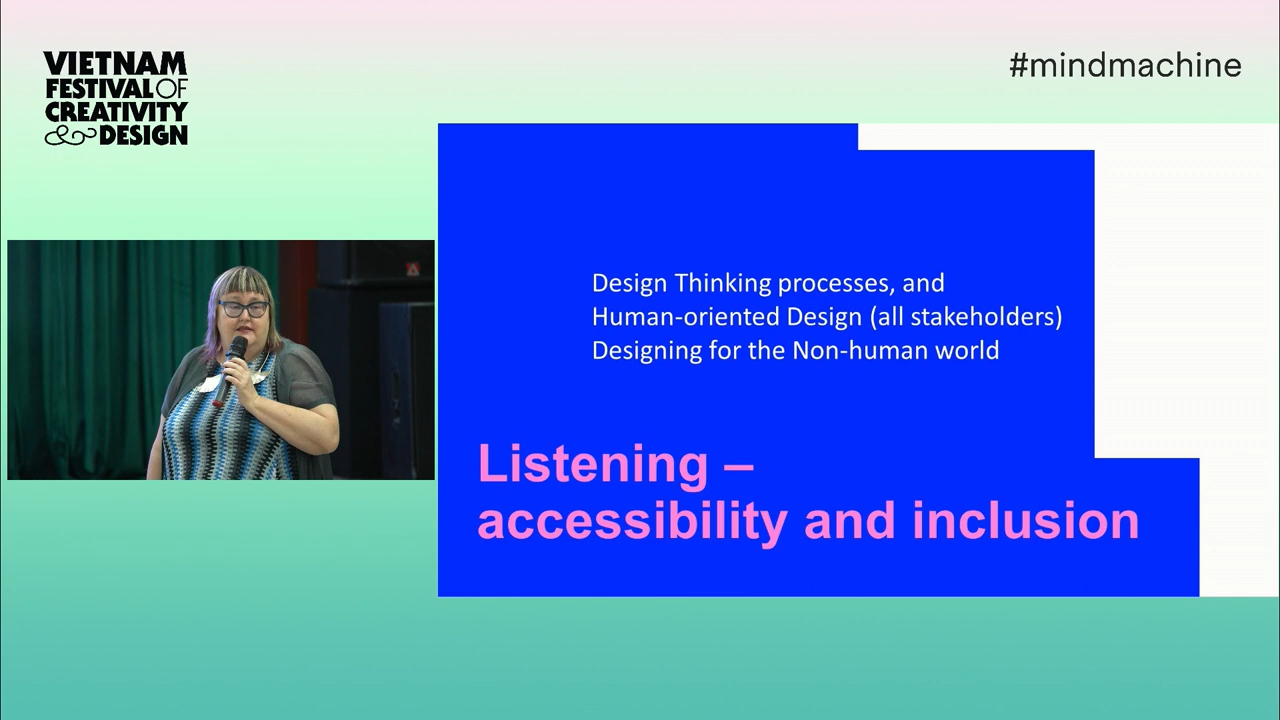 VIETNAM
FESTIVAL OF
CREATIVITY
& DESIGN
#mindmachine
Design Thinking processes, and
Human-oriented Design (all stakeholders)
Designing for the Non-human world
Listening –
accessibility and inclusion